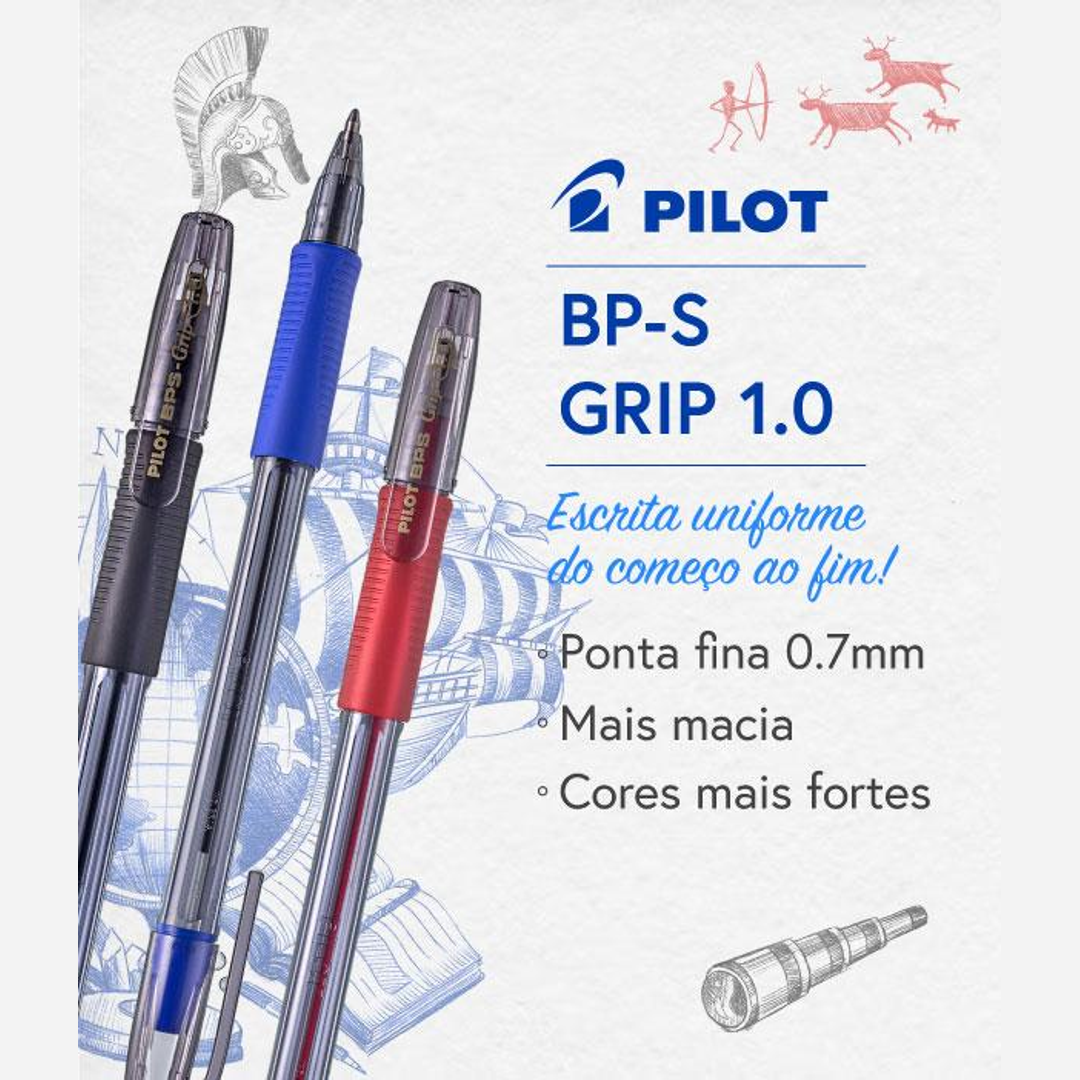 PILOT
BP-S
GRIP 1.0
Escrita uniforme
do começo ao fim!
Ponta fina 0.7mm
Mais macia
Cores mais fortes
PILOT BPS-Grip
PILOT BPS Grip
N